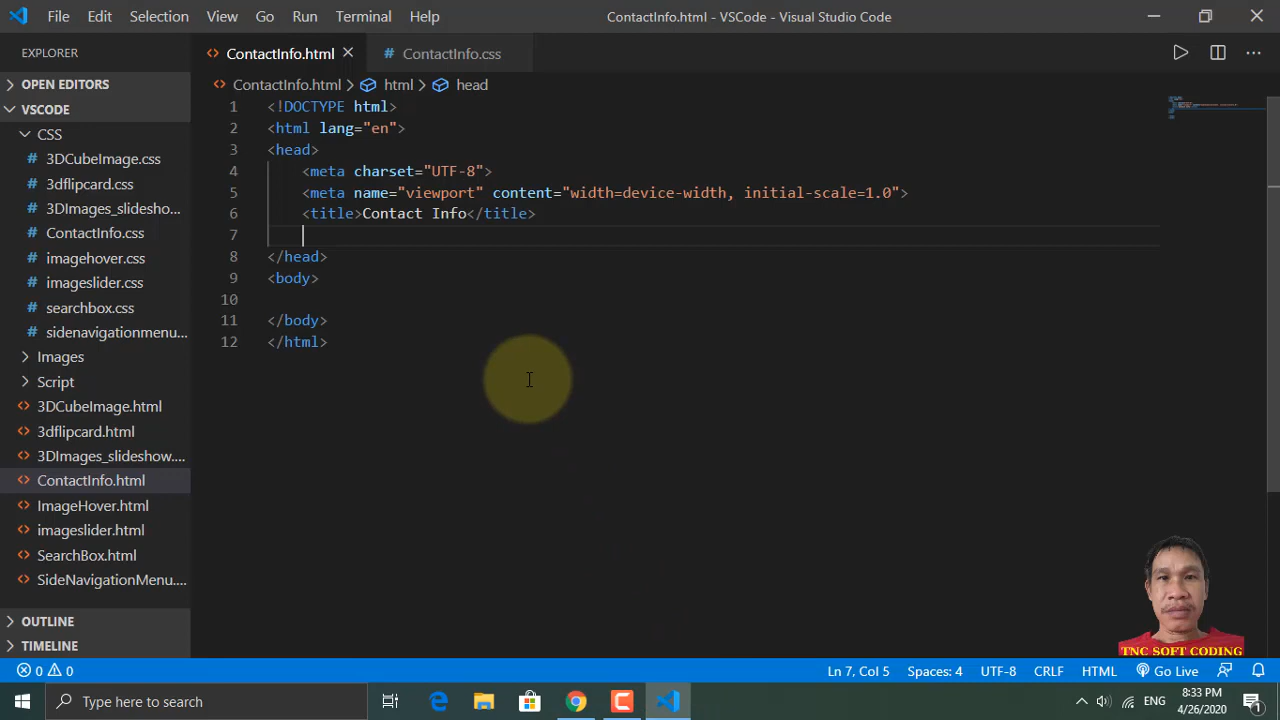 File Edit Selection View Go Run Terminal Help ContactInfo.html - VSCode - Visual Studio Code
EXPLORER
OPEN EDITORS
VSCODE
CSS
3DCubeImage.css
3dflipcard.css
3DImages_slidesho...
ContactInfo.css
imagehover.css
imageslider.css
searchbox.css
sidenavigationmenu...
Images
Script
3DCubeImage.html
3dflipcard.html
3DImages_slideshow....
ContactInfo.html
ImageHover.html
imageslider.html
SearchBox.html
SideNavigationMenu....
OUTLINE
TIMELINE
ContactInfo.html ContactInfo.css
ContactInfo.html > html > head
1 <!DOCTYPE html>
2 <html lang="en">
3 <head>
4 <meta charset="UTF-8">
5 <meta name="viewport" content="width=device-width, initial-scale=1.0">
6 <title>Contact Info</title>
7
8 </head>
9 <body>
10
11 </body>
12 </html>
TNC SOFT CODING
0 0 Ln 7, Col 5 Spaces: 4 UTF-8 CRLF HTML Go Live
Type here to search
ENG
8:33 PM
4/26/2020
1